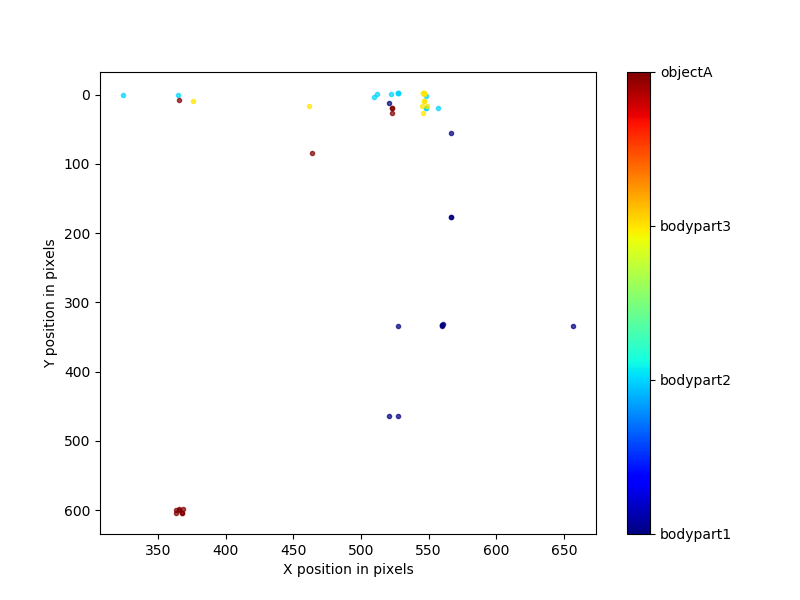 0
100
200
300
400
500
600
Y position in pixels
350
400
450
500
550
600
650
X position in pixels
objectA
bodypart3
bodypart2
bodypart1